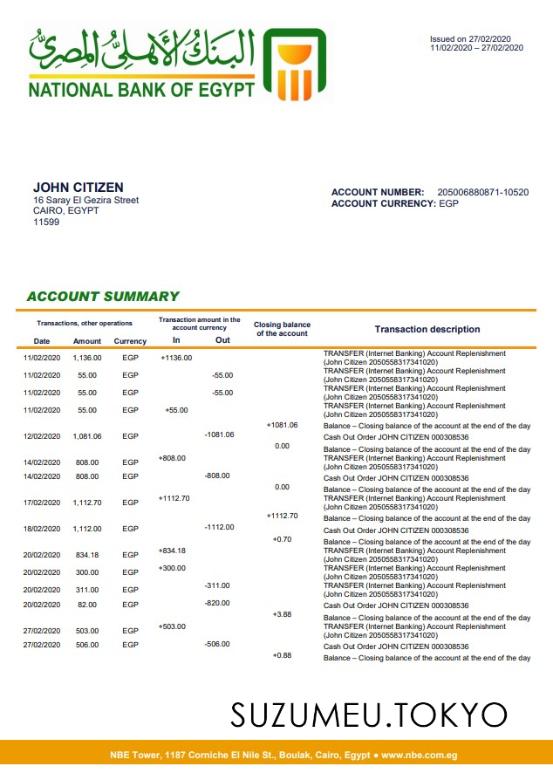 البنك الأهلي المصري
NATIONAL BANK OF EGYPT
Issued on 27/02/2020
11/02/2020 – 27/02/2020
JOHN CITIZEN
16 Saray El Gezira Street
CAIRO, EGYPT
11599
ACCOUNT NUMBER: 205006880871-10520
ACCOUNT CURRENCY: EGP
ACCOUNT SUMMARY
Transactions, other operations Transaction amount in the account currency Closing balance of the account Transaction description
Date Amount Currency In Out
11/02/2020 1,136.00 EGP +1136.00 TRANSFER (Internet Banking) Account Replenishment
(John Citizen 2050558317341020)
11/02/2020 55.00 EGP -55.00 TRANSFER (Internet Banking) Account Replenishment
(John Citizen 2050558317341020)
11/02/2020 55.00 EGP -55.00 TRANSFER (Internet Banking) Account Replenishment
(John Citizen 2050558317341020)
11/02/2020 55.00 EGP +55.00 TRANSFER (Internet Banking) Account Replenishment
(John Citizen 2050558317341020)
+1081.06 Balance – Closing balance of the account at the end of the day
12/02/2020 1,081.06 EGP -1081.06 Cash Out Order JOHN CITIZEN 000308536
0.00 Balance – Closing balance of the account at the end of the day
14/02/2020 808.00 EGP +808.00 TRANSFER (Internet Banking) Account Replenishment
(John Citizen 2050558317341020)
14/02/2020 808.00 EGP -808.00 Cash Out Order JOHN CITIZEN 000308536
0.00 Balance – Closing balance of the account at the end of the day
17/02/2020 1,112.70 EGP +1112.70 TRANSFER (Internet Banking) Account Replenishment
(John Citizen 2050558317341020)
+1112.70 Balance – Closing balance of the account at the end of the day
18/02/2020 1,112.00 EGP -1112.00 Cash Out Order JOHN CITIZEN 000308536
+0.70 Balance – Closing balance of the account at the end of the day
20/02/2020 834.18 EGP +834.18 TRANSFER (Internet Banking) Account Replenishment
(John Citizen 2050558317341020)
20/02/2020 300.00 EGP +300.00 TRANSFER (Internet Banking) Account Replenishment
(John Citizen 2050558317341020)
20/02/2020 311.00 EGP -311.00 TRANSFER (Internet Banking) Account Replenishment
(John Citizen 2050558317341020)
20/02/2020 82.00 EGP -820.00 Cash Out Order JOHN CITIZEN 000308536
+3.88 Balance – Closing balance of the account at the end of the day
27/02/2020 503.00 EGP +503.00 TRANSFER (Internet Banking) Account Replenishment
(John Citizen 2050558317341020)
27/02/2020 506.00 EGP -506.00 Cash Out Order JOHN CITIZEN 000308536
+0.88 Balance – Closing balance of the account at the end of the day
SUZUMEU.TOKYO
NBE Tower, 1187 Corniche El Nile St., Boulak, Cairo, Egypt ● www.nbe.com.eg